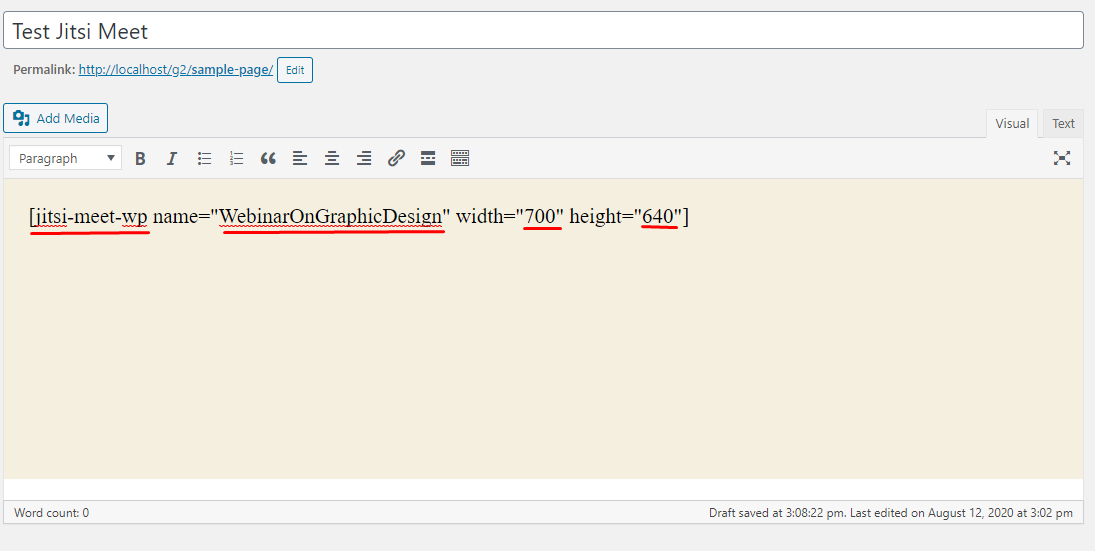 Test Jitsi Meet
Permalink: http://localhost/g2/sample-page/ Edit
Add Media
Visual Text
Paragraph B I
[jitsi-meet-wp name="WebinarOnGraphicDesign" width="700" height="640"]
Word count: 0 Draft saved at 3:08:22 pm. Last edited on August 12, 2020 at 3:02 pm